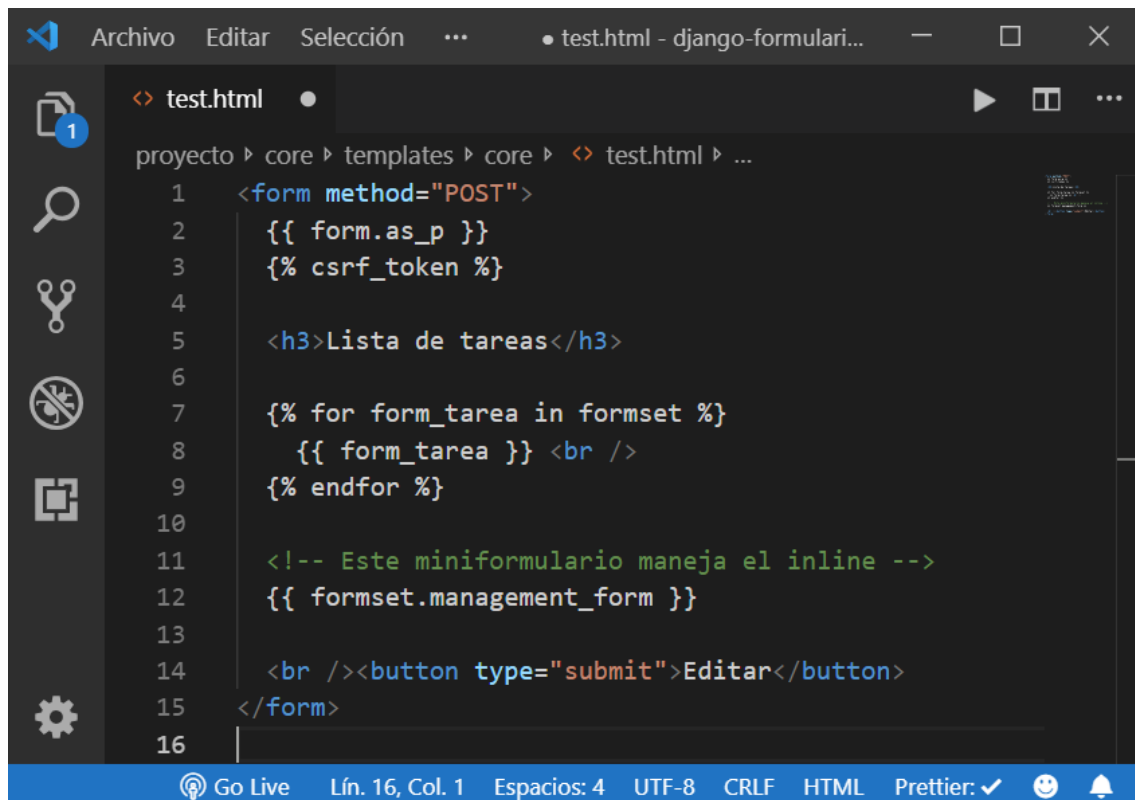 Archivo Editar Selección ··· ● test.html - django-formulari...
<> test.html ●
1
proyecto ▸ core ▸ templates ▸ core ▸ <> test.html ▸ ...
1 <form method="POST">
2 {{ form.as_p }}
3 {% csrf_token %}
4
5 <h3>Lista de tareas</h3>
6
7 {% for form_tarea in formset %}
8 {{ form_tarea }} <br />
9 {% endfor %}
10
11 <!-- Este miniformulario maneja el inline -->
12 {{ formset.management_form }}
13
14 <br /><button type="submit">Editar</button>
15 </form>
16
Go Live Lín. 16, Col. 1 Espacios: 4 UTF-8 CRLF HTML Prettier: ✓